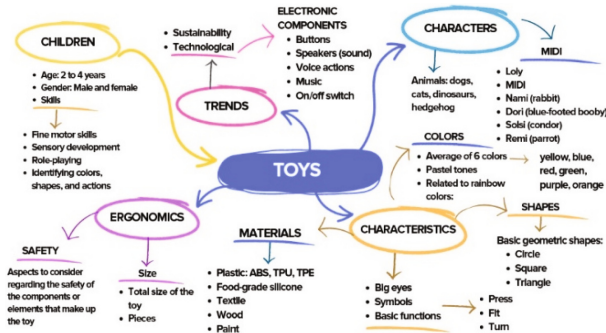 CHILDREN
• Age: 2 to 4 years
• Gender: Male and female
• Skills
• Fine motor skills
• Sensory development
• Role-playing
• Identifying colors,
shapes, and actions
• Sustainability
• Technological
TRENDS
ELECTRONIC
COMPONENTS
• Buttons
• Speakers (sound)
• Voice actions
• Music
• On/off switch
CHARACTERS
Animals: dogs,
cats, dinosaurs,
hedgehog
MIDI
• Loly
• MIDI
• Nami (rabbit)
• Dori (blue-footed booby)
• Solsi (condor)
• Remi (parrot)
TOYS
COLORS
• Average of 6 colors
• Pastel tones
• Related to rainbow
colors:
yellow, blue,
red, green,
purple, orange
ERGONOMICS
SAFETY
Aspects to consider
regarding the safety of
the components or
elements that make up
the toy
Size
• Total size of the
toy
• Pieces
MATERIALS
• Plastic: ABS, TPU, TPE
• Food-grade silicone
• Textile
• Wood
• Paint
CHARACTERISTICS
• Big eyes
• Symbols
• Basic functions
• Press
• Fit
• Turn
SHAPES
Basic geometric shapes:
• Circle
• Square
• Triangle